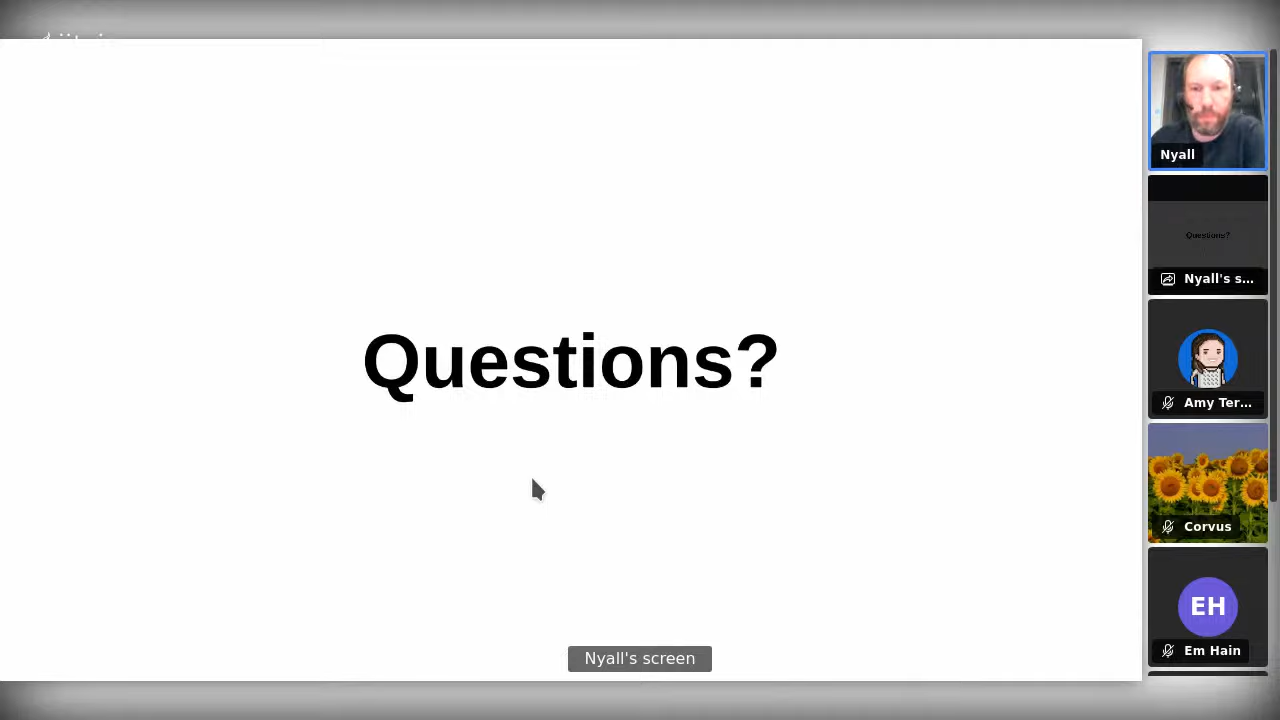 Questions?
Nyall's screen
Nyall
Questions?
Nyall's s...
Amy Ter...
Corvus
EH
Em Hain